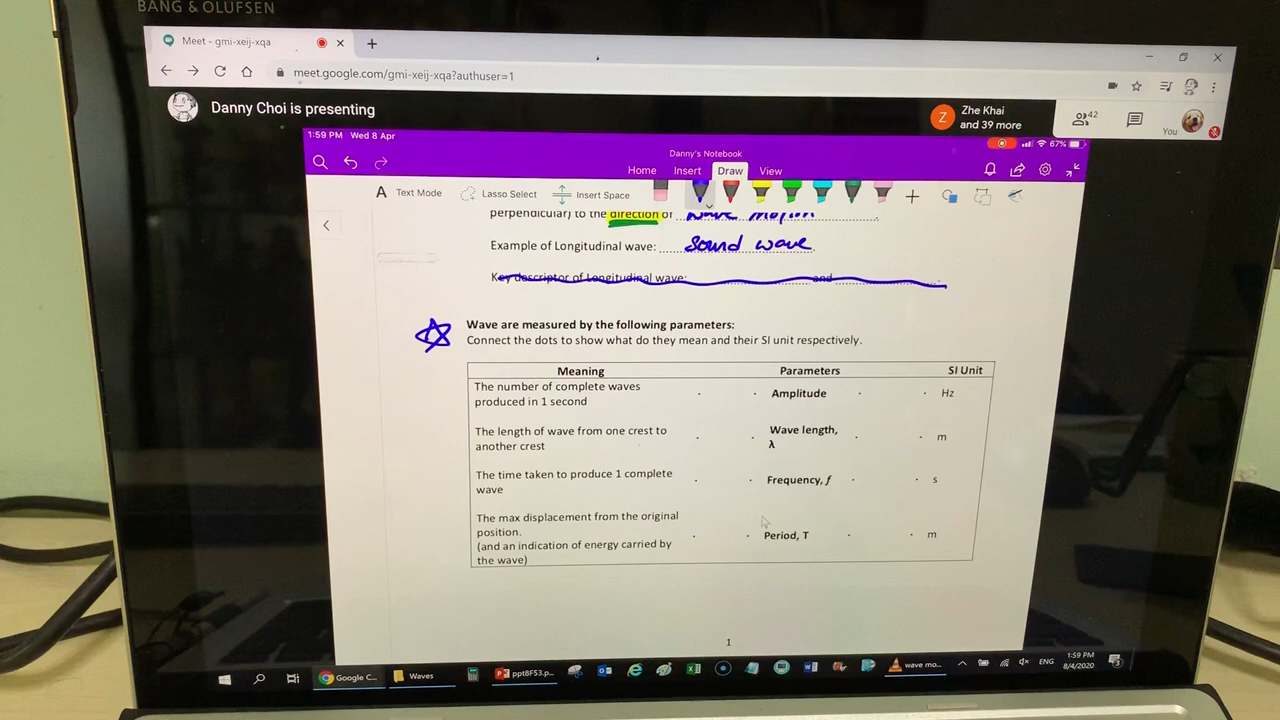 BANG & OLUFSEN
Meet - gmi-xeij-xqa
meet.google.com/gmi-xeij-xqa?authuser=1
Danny Choi is presenting
Z
Zhe Khai
and 39 more
42
You
1:59 PM Wed 8 Apr
67%
Danny's Notebook
Home Insert Draw View
A Text Mode Lasso Select Insert Space
perpendicular) to the direction of wave motion
Example of Longitudinal wave: Sound wave
Key descriptor of Longitudinal wave: and
Wave are measured by the following parameters:
Connect the dots to show what do they mean and their SI unit respectively.
Meaning Parameters SI Unit
The number of complete waves
produced in 1 second
Amplitude
Hz
The length of wave from one crest to
another crest
Wave length,
λ
m
The time taken to produce 1 complete
wave
Frequency, f
s
The max displacement from the original
position.
(and an indication of energy carried by
the wave)
Period, T
m
1
Google C...
Waves
ppt8F53.p...
wave mo...
ENG
1:59 PM
8/4/2020